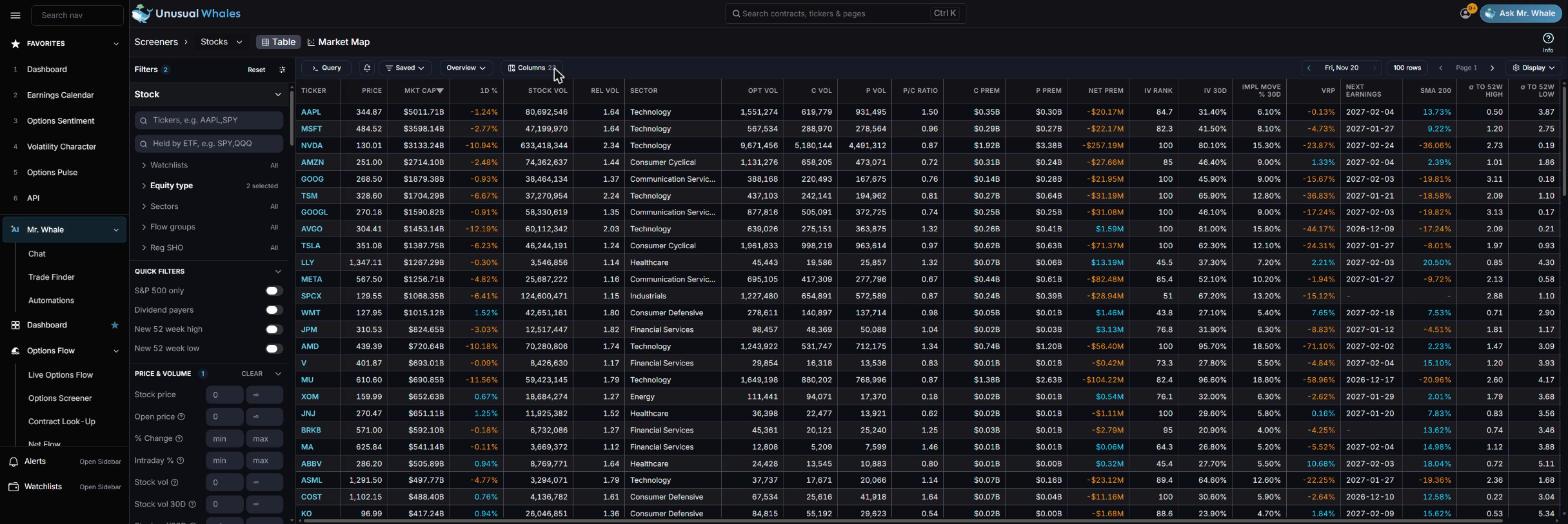 Search nav
Unusual Whales
Search contracts, tickers & pages Ctrl K
9+ Ask Mr. Whale
FAVORITES
1 Dashboard
2 Earnings Calendar
3 Options Sentiment
4 Volatility Character
5 Options Pulse
6 API
Mr. Whale
Chat
Trade Finder
Automations
Dashboard
Options Flow
Live Options Flow
Options Screener
Contract Look-Up
Net Flow
Alerts Open Sidebar
Watchlists Open Sidebar
Screeners > Stocks Table Market Map Info
Filters 2 Reset
Stock
Tickers, e.g. AAPL,SPY
Held by ETF, e.g. SPY,QQQ
Watchlists All
Equity type 2 selected
Sectors All
Flow groups All
Reg SHO All
QUICK FILTERS
S&P 500 only
Dividend payers
New 52 week high
New 52 week low
PRICE & VOLUME 1 CLEAR
Stock price 0 ∞
Open price 0 ∞
% Change min max
Intraday % min max
Stock vol 0 ∞
Stock vol 30D 0 ∞
>_ Query Saved Overview Columns
Fri, Nov 20 100 rows Page 1 Display
TICKER PRICE MKT CAP▼ 1D % STOCK VOL REL VOL SECTOR OPT VOL C VOL P VOL P/C RATIO C PREM P PREM NET PREM IV RANK IV 30D IMPL MOVE % 30D VRP NEXT EARNINGS SMA 200 σ TO 52W HIGH σ TO 52W LOW
AAPL 344.87 $5011.71B -1.24% 80,692,546 1.64 Technology 1,551,274 619,779 931,495 1.50 $0.35B $0.30B -$20.17M 84.7 31.40% 6.10% -0.13% 2027-02-04 13.73% 0.50 3.87
MSFT 484.52 $3598.14B -2.77% 47,199,970 1.64 Technology 567,534 288,970 278,564 0.96 $0.29B $0.27B -$22.17M 82.3 41.50% 8.10% -4.73% 2027-01-27 9.22% 1.20 2.75
NVDA 130.01 $3133.24B -10.94% 633,418,344 2.34 Technology 9,671,456 5,180,144 4,491,312 0.87 $1.92B $3.38B -$257.19M 100 80.10% 15.30% -23.87% 2027-02-24 -36.06% 2.73 0.19
AMZN 251.00 $2714.10B -2.48% 74,362,637 1.44 Consumer Cyclical 1,131,276 658,205 473,071 0.72 $0.31B $0.24B -$27.66M 85 46.40% 9.00% 1.33% 2027-02-04 2.39% 1.01 1.86
GOOG 268.50 $1879.38B -0.93% 38,464,134 1.37 Communication Servic... 388,168 220,493 167,675 0.76 $0.14B $0.28B -$21.95M 100 45.90% 9.00% -15.67% 2027-02-03 -19.81% 3.11 0.18
TSM 328.60 $1704.29B -6.67% 37,270,954 2.24 Technology 437,103 242,141 194,962 0.81 $0.27B $0.64B -$31.10M 100 65.90% 12.80% -36.83% 2027-01-21 -18.58% 2.09 1.10
GOOGL 270.18 $1590.82B -0.91% 58,330,619 1.35 Communication Servic... 877,816 505,091 372,725 0.74 $0.25B $0.25B -$31.08M 100 46.10% 9.00% -17.24% 2027-02-03 -19.82% 3.13 0.17
AVGO 304.41 $1453.14B -12.19% 60,112,342 2.03 Technology 639,026 275,151 363,875 1.32 $0.26B $0.41B $1.59M 100 81.00% 15.80% -44.17% 2026-12-09 -17.24% 2.09 0.21
TSLA 351.08 $1387.75B -6.23% 46,244,191 1.24 Consumer Cyclical 1,961,833 998,219 963,614 0.97 $0.62B $0.63B -$71.37M 100 62.30% 12.10% -24.31% 2027-01-27 -8.01% 1.97 0.93
LLY 1,347.11 $1267.29B -0.30% 3,546,856 1.14 Healthcare 45,443 19,586 25,857 1.32 $0.07B $0.06B $13.19M 45.5 37.30% 7.20% 2.21% 2027-02-03 20.50% 0.85 4.30
META 567.50 $1256.71B -4.82% 25,687,222 1.16 Communication Servic... 695,105 417,309 277,796 0.67 $0.44B $0.51B -$82.48M 85.4 52.10% 10.20% -1.94% 2027-01-27 -9.72% 2.13 0.58
SPCX 129.55 $1068.35B -6.41% 124,600,471 1.15 Industrials 1,227,480 654,891 572,589 0.87 $0.24B $0.39B -$28.94M 51 67.20% 13.20% -15.12% - - 2.88 1.10
WMT 127.95 $1015.12B 1.52% 26,681,161 1.80 Consumer Defensive 278,611 140,897 137,714 0.98 $0.05B $0.02B $1.46M 43.8 27.10% 5.40% 7.65% 2027-02-18 7.53% 0.71 2.90
JPM 310.53 $824.65B -3.03% 12,517,447 1.82 Financial Services 98,457 48,369 50,088 1.04 $0.02B $0.03B $3.13M 76.8 31.90% 6.30% -8.83% 2027-01-12 -4.51% 1.81 1.17
AMD 439.39 $720.64B -10.18% 70,280,806 1.74 Technology 1,243,922 531,747 712,175 1.34 $0.74B $1.20B -$56.40M 100 95.70% 18.50% -71.10% 2027-02-02 2.23% 1.47 3.09
V 401.87 $693.01B -0.09% 8,426,630 1.17 Financial Services 29,854 16,318 13,536 0.83 $0.01B $0.01B -$0.42M 73.3 27.80% 5.50% -4.84% 2027-01-28 15.10% 1.20 3.93
MU 610.60 $690.85B -11.56% 59,423,145 1.79 Technology 1,649,198 880,202 768,996 0.87 $1.38B $2.63B -$104.22M 82.4 96.60% 18.80% -58.96% 2026-12-17 -20.96% 2.60 4.17
XOM 159.99 $652.63B 0.67% 18,684,274 1.27 Energy 111,441 94,071 17,370 0.18 $0.02B $0.01B $0.54M 76.1 32.00% 6.30% -2.62% 2027-01-29 2.01% 1.79 3.68
JNJ 270.47 $651.11B 1.25% 11,925,382 1.52 Healthcare 36,398 22,477 13,921 0.62 $0.02B $0.01B -$1.11M 100 29.60% 5.80% 0.16% 2027-01-20 7.83% 0.83 3.56
BRKB 571.00 $592.10B -0.18% 8,732,086 1.27 Financial Services 45,361 20,121 25,240 1.25 $0.03B $0.01B -$2.79M 95 20.90% 4.00% -4.25% - 13.62% 0.74 3.46
MA 625.84 $541.14B -0.11% 3,669,372 1.12 Financial Services 12,808 5,209 7,599 1.46 $0.00B $0.01B $0.06M 64.3 26.80% 5.20% -5.52% 2027-02-04 14.98% 1.12 3.88
ABBV 286.20 $505.89B 0.94% 8,769,771 1.64 Healthcare 24,428 13,545 10,883 0.80 $0.01B $0.00B $0.32M 45.4 27.70% 5.50% 10.68% 2027-02-03 18.04% 0.72 5.11
ASML 1,291.50 $497.77B -4.77% 3,294,071 1.79 Technology 37,737 17,671 20,066 1.14 $0.07B $0.16B -$23.12M 89.4 64.30% 12.60% -22.25% 2027-01-27 -19.36% 2.36 1.68
COST 1,102.15 $488.40B 0.76% 4,136,782 1.61 Consumer Defensive 67,534 25,616 41,918 1.64 $0.07B $0.04B -$11.16M 100 30.60% 5.90% -2.64% 2026-12-10 12.58% 0.22 3.04
KO 96.99 $417.24B 0.94% 26,046,851 1.36 Consumer Defensive 84,815 55,192 29,623 0.54 $0.01B $0.00B -$1.68M 88.6 23.90% 4.70% 1.84% 2027-02-09 15.62% 0.53 5.34